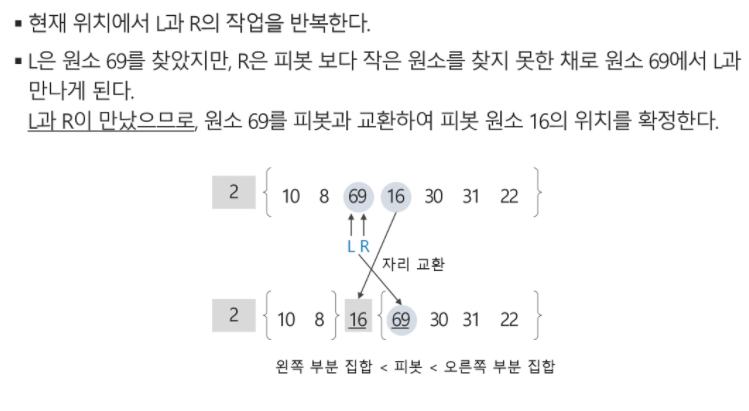 ▪ 현재 위치에서 L과 R의 작업을 반복한다.
▪ L은 원소 69를 찾았지만, R은 피봇 보다 작은 원소를 찾지 못한 채로 원소 69에서 L과
만나게 된다.
L과 R이 만났으므로, 원소 69를 피봇과 교환하여 피봇 원소 16의 위치를 확정한다.
2 { 10 8 69 16 30 31 22 }
L R
자리 교환
2 { 10 8 } 16 { 69 30 31 22 }
왼쪽 부분 집합 < 피봇 < 오른쪽 부분 집합